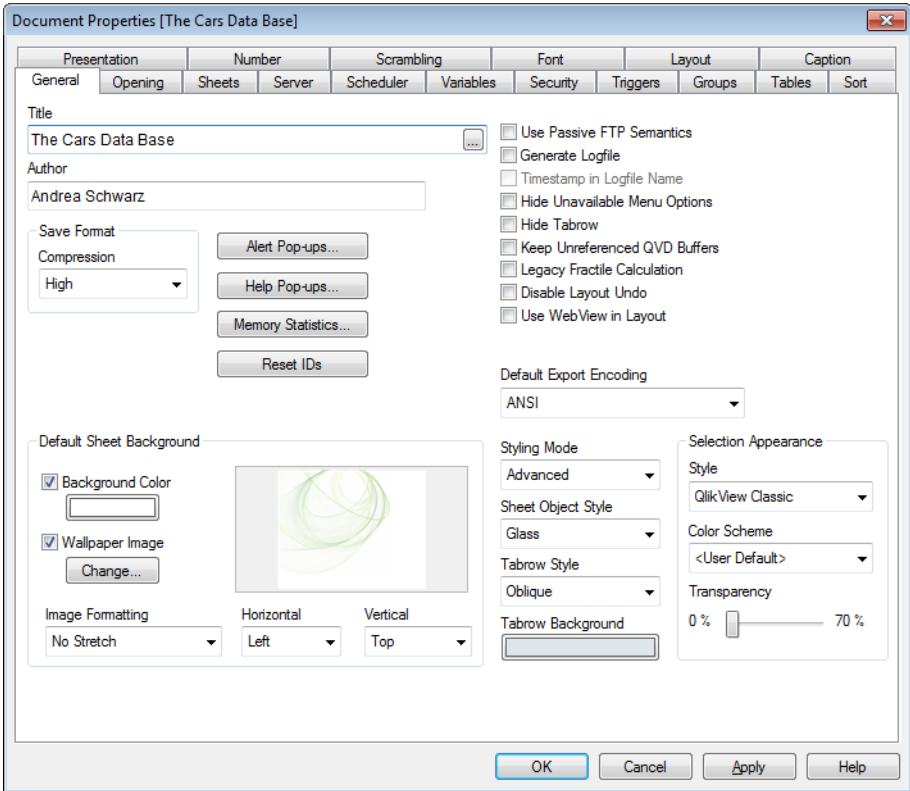 Document Properties [The Cars Data Base]
Presentation Number Scrambling Font Layout Caption
General Opening Sheets Server Scheduler Variables Security Triggers Groups Tables Sort
Title
The Cars Data Base ...
Author
Andrea Schwarz
Save Format
Compression
High
Alert Pop-ups...
Help Pop-ups...
Memory Statistics...
Reset IDs
Use Passive FTP Semantics
Generate Logfile
Timestamp in Logfile Name
Hide Unavailable Menu Options
Hide Tabrow
Keep Unreferenced QVD Buffers
Legacy Fractile Calculation
Disable Layout Undo
Use WebView in Layout
Default Export Encoding
ANSI
Default Sheet Background
Background Color
Wallpaper Image
Change...
Image Formatting Horizontal Vertical
No Stretch Left Top
Styling Mode
Advanced
Sheet Object Style
Glass
Tabrow Style
Oblique
Tabrow Background
Selection Appearance
Style
QlikView Classic
Color Scheme
<User Default>
Transparency
0 % 70 %
OK Cancel Apply Help